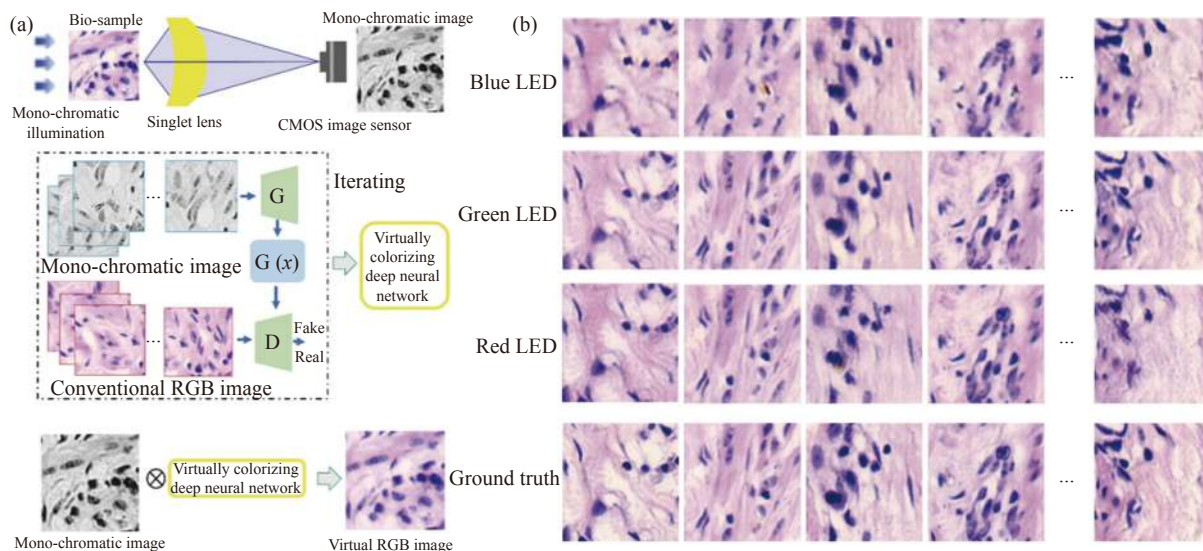 (a)
Bio-sample
Mono-chromatic image
Mono-chromatic
illumination
Singlet lens
CMOS image sensor
Iterating
...
G
Mono-chromatic image
G (x)
Virtually
colorizing
deep neural
network
...
D
Fake
Real
Conventional RGB image
Virtually colorizing
deep neural network
Mono-chromatic image
Virtual RGB image
(b)
Blue LED
...
Green LED
...
Red LED
...
Ground truth
...